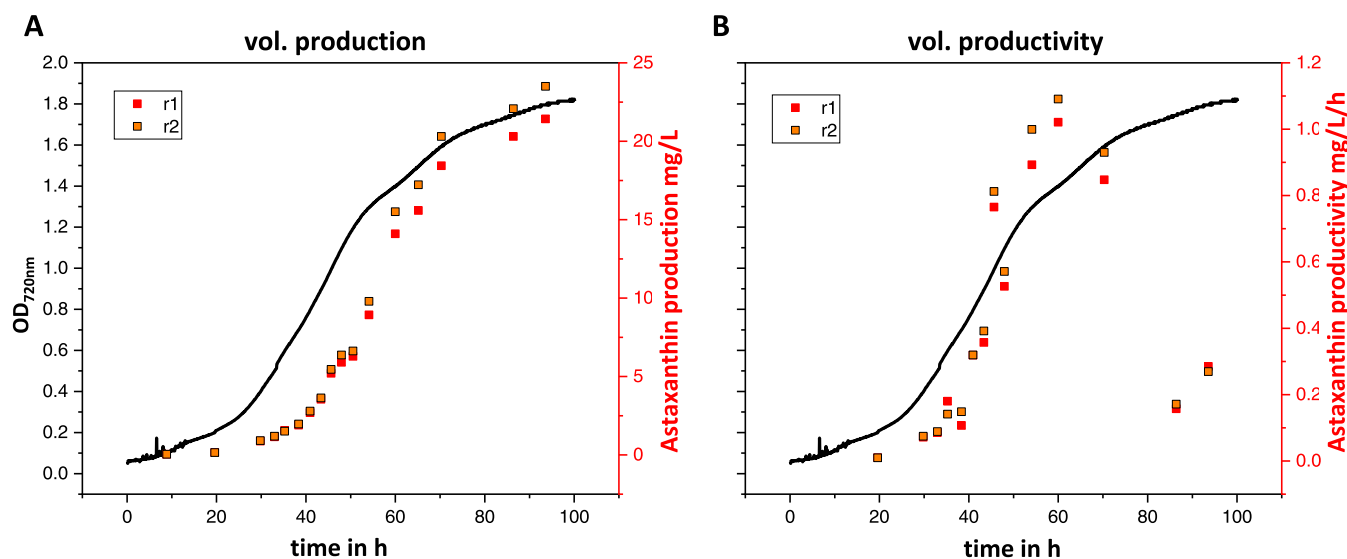 A
vol. production
2.0
1.8
1.6
1.4
1.2
1.0
0.8
0.6
0.4
0.2
0.0
OD720nm
r1
r2
25
20
15
10
5
0
Astaxanthin production mg/L
0 20 40 60 80 100
time in h
B
vol. productivity
r1
r2
1.2
1.0
0.8
0.6
0.4
0.2
0.0
Astaxanthin productivity mg/L/h
0 20 40 60 80 100
time in h